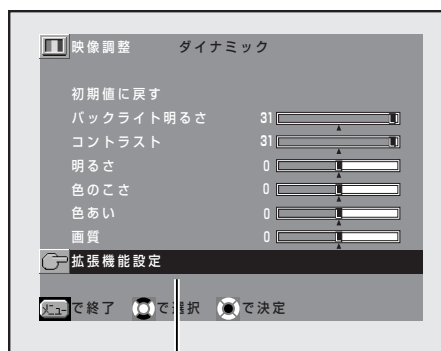 映像調整 ダイナミック
初期値に戻す
バックライト明るさ 31
コントラスト 31
明るさ 0
色のこさ 0
色あい 0
画質 0
拡張機能設定
メニューで終了 で選択 で決定